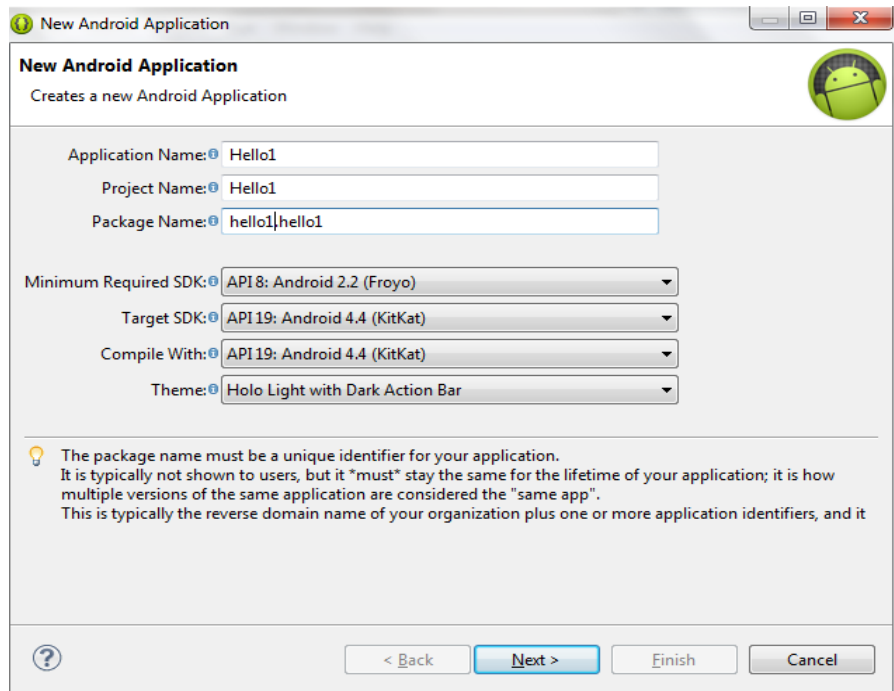 New Android Application
New Android Application
Creates a new Android Application
Application Name: Hello1
Project Name: Hello1
Package Name: hello1.hello1
Minimum Required SDK: API 8: Android 2.2 (Froyo)
Target SDK: API 19: Android 4.4 (KitKat)
Compile With: API 19: Android 4.4 (KitKat)
Theme: Holo Light with Dark Action Bar
The package name must be a unique identifier for your application.
It is typically not shown to users, but it *must* stay the same for the lifetime of your application; it is how
multiple versions of the same application are considered the "same app".
This is typically the reverse domain name of your organization plus one or more application identifiers, and it
? < Back Next > Finish Cancel